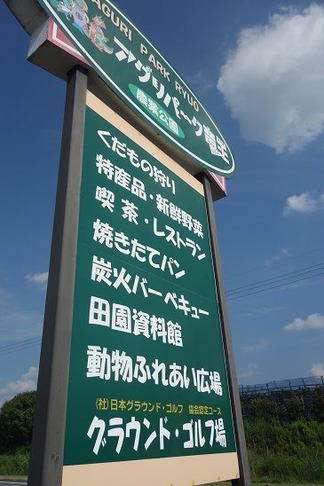 AGURI PARK RYUO
アグリパーク竜王
農業公園
くだもの狩り
特産品・新鮮野菜
喫茶・レストラン
焼きたてパン
炭火バーベキュー
田園資料館
動物ふれあい広場
(社)日本グラウンド・ゴルフ 協会認定コース
グラウンド・ゴルフ場